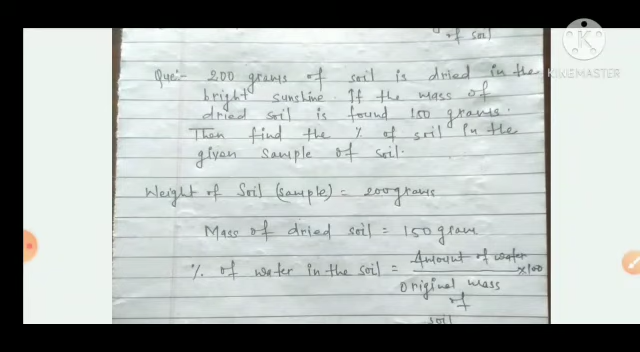 of soil
KINEMASTER
Que:- 200 grams of soil is dried in the
bright sunshine. If the mass of
dried soil is found 150 grams.
Then find the % of soil in the
given sample of soil.
Weight of Soil (sample) = 200 grams
Mass of dried soil = 150 gram
% of water in the soil = Amount of water ×100
Original mass
of
soil